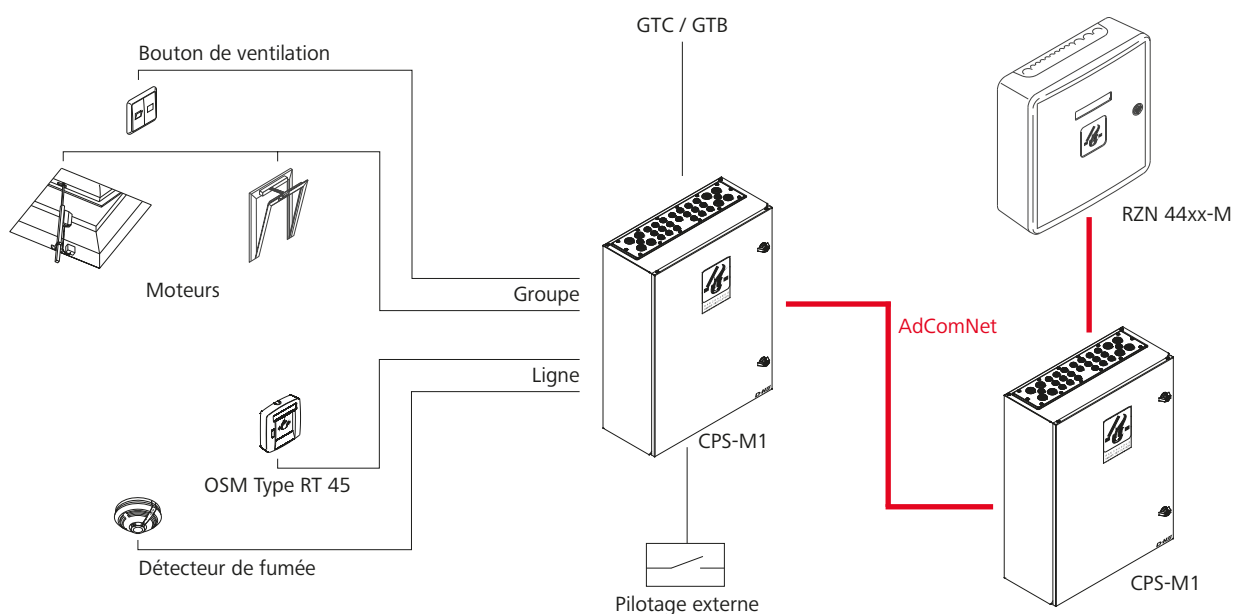 GTC / GTB
Bouton de ventilation
RZN 44xx-M
Moteurs
Groupe
AdComNet
Ligne
CPS-M1
OSM Type RT 45
Détecteur de fumée
CPS-M1
Pilotage externe